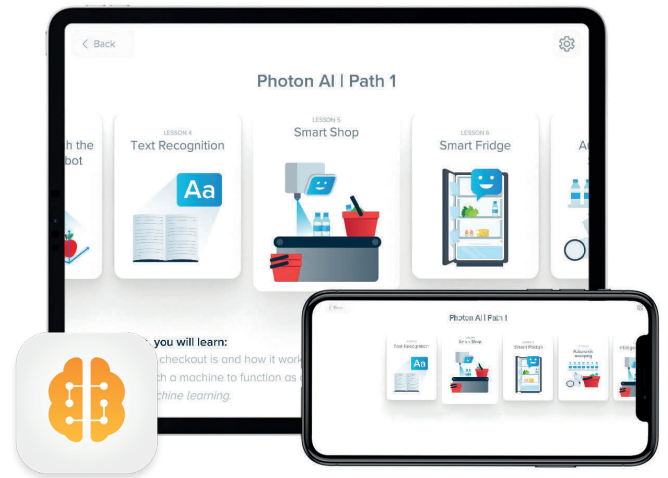 Back
Photon AI | Path 1
h the
bot
LESSON 4
Text Recognition
Aa
LESSON 5
Smart Shop
LESSON 6
Smart Fridge
you will learn:
checkout is and how it work
ch a machine to function as
chine learning.
Photon AI | Path 1
Text Recognition
Aa
Smart Shop
Smart Fridge